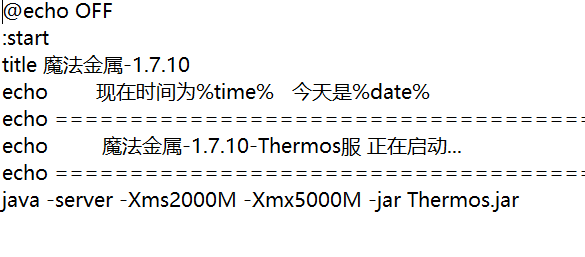 @echo OFF
:start
title 魔法金属-1.7.10
echo        现在时间为%time%   今天是%date%
echo =====================================
echo         魔法金属-1.7.10-Thermos服 正在启动...
echo =====================================
java -server -Xms2000M -Xmx5000M -jar Thermos.jar